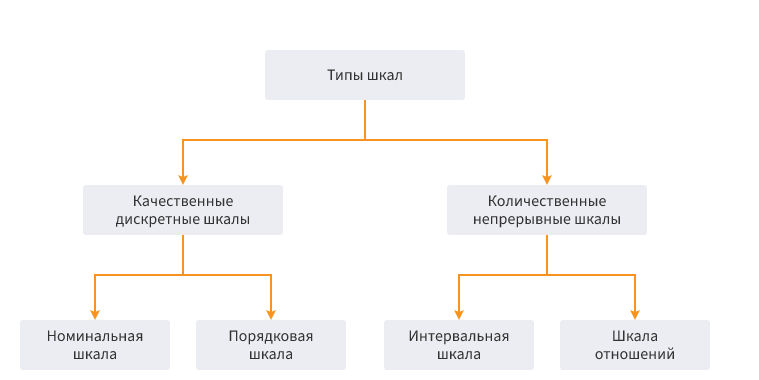 Типы шкал
Качественные
дискретные шкалы
Количественные
непрерывные шкалы
Номинальная
шкала
Порядковая
шкала
Интервальная
шкала
Шкала
отношений